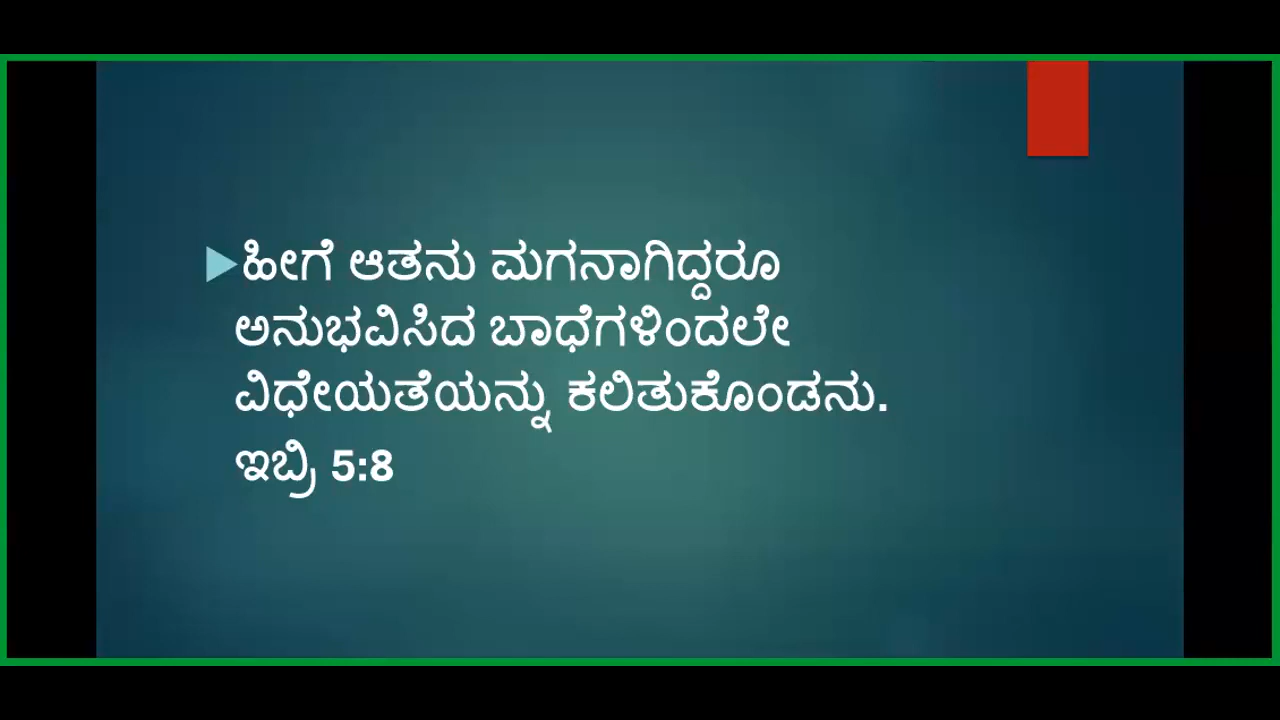 ಹೀಗೆ ಆತನು ಮಗನಾಗಿದ್ದರೂ
ಅನುಭವಿಸಿದ ಬಾಧೆಗಳಿಂದಲೇ
ವಿಧೇಯತೆಯನ್ನು ಕಲಿತುಕೊಂಡನು.
ಇಬ್ರಿ 5:8